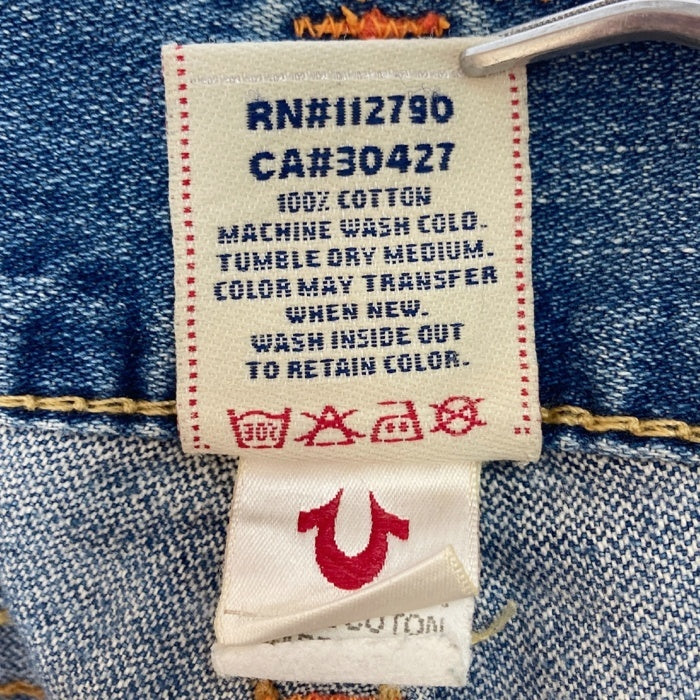 RN#112790
CA#30427
100% COTTON
MACHINE WASH COLD.
TUMBLE DRY MEDIUM.
COLOR MAY TRANSFER
WHEN NEW.
WASH INSIDE OUT
TO RETAIN COLOR.
30°
COTON